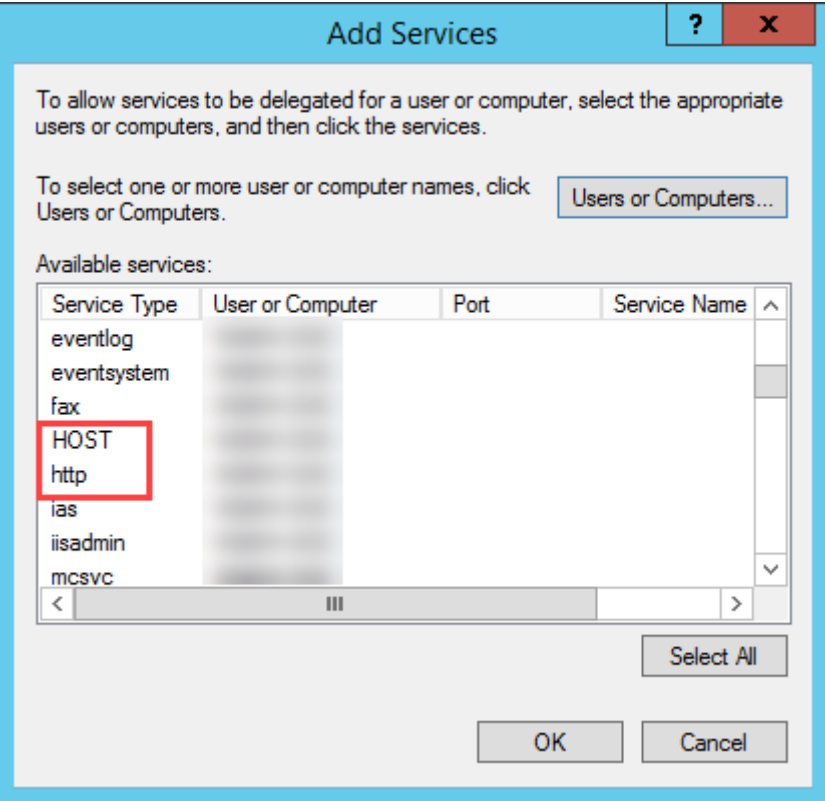 Add Services
?
x
To allow services to be delegated for a user or computer, select the appropriate
users or computers, and then click the services.
To select one or more user or computer names, click
Users or Computers.
Users or Computers...
Available services:
Service Type User or Computer Port Service Name
eventlog
eventsystem
fax
HOST
http
ias
iisadmin
mcsvc
Select All
OK Cancel